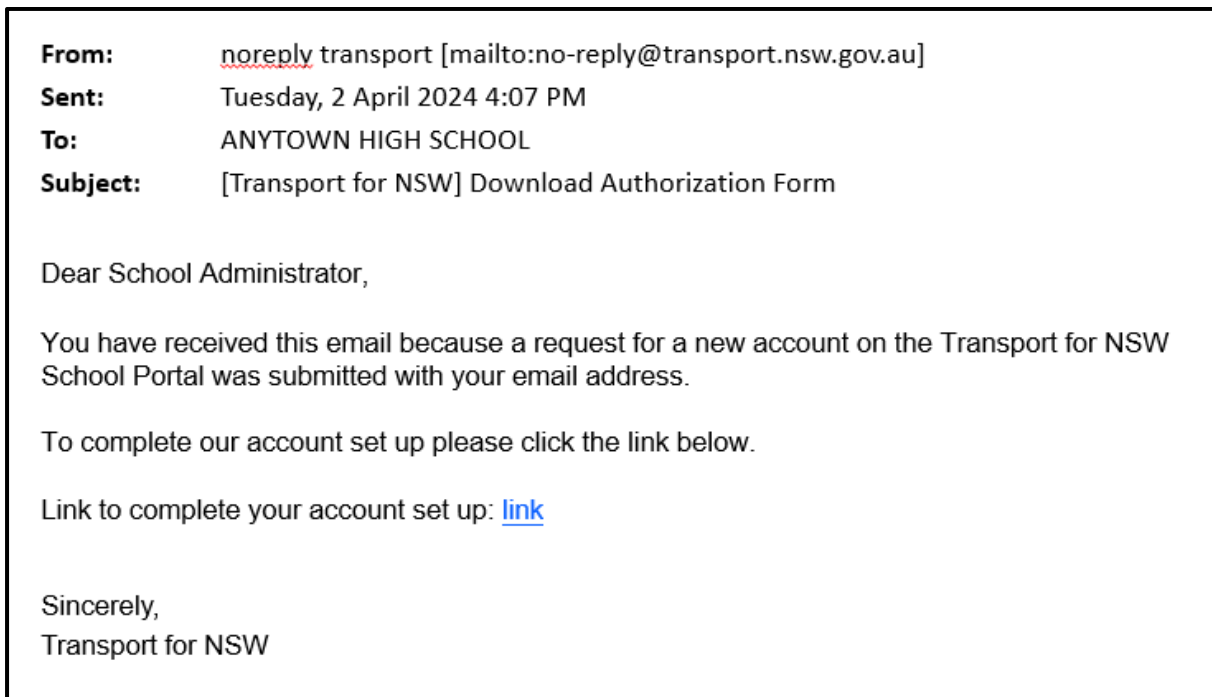 From: noreply transport [mailto:no-reply@transport.nsw.gov.au]
Sent: Tuesday, 2 April 2024 4:07 PM
To: ANYTOWN HIGH SCHOOL
Subject: [Transport for NSW] Download Authorization Form
Dear School Administrator,
You have received this email because a request for a new account on the Transport for NSW
School Portal was submitted with your email address.
To complete our account set up please click the link below.
Link to complete your account set up: link
Sincerely,
Transport for NSW